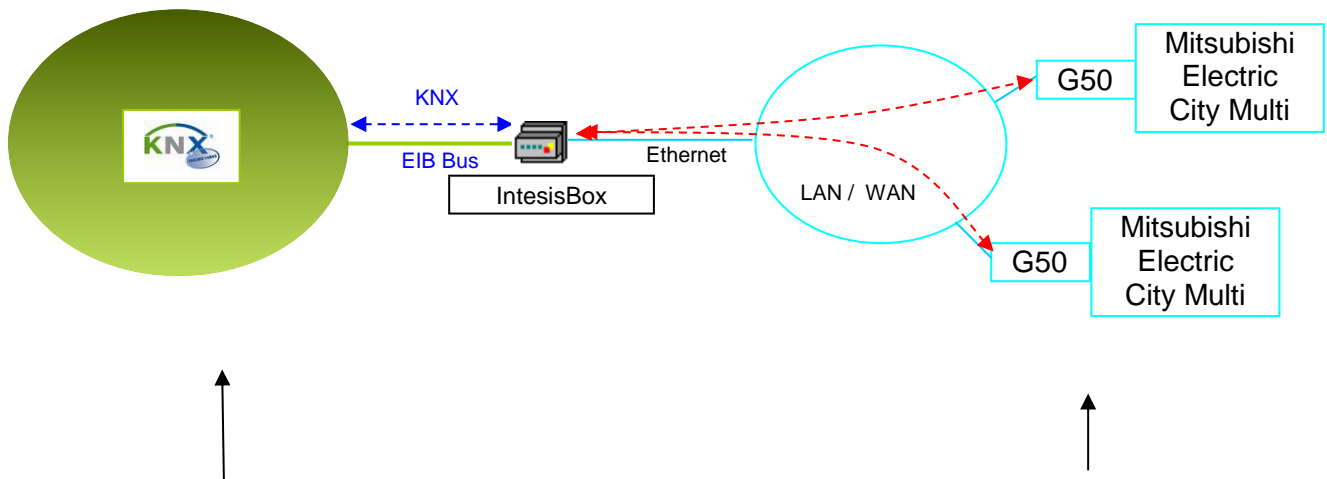 KNX
KNX
EIB Bus
IntesisBox
Ethernet
LAN / WAN
G50
Mitsubishi
Electric
City Multi
G50
Mitsubishi
Electric
City Multi